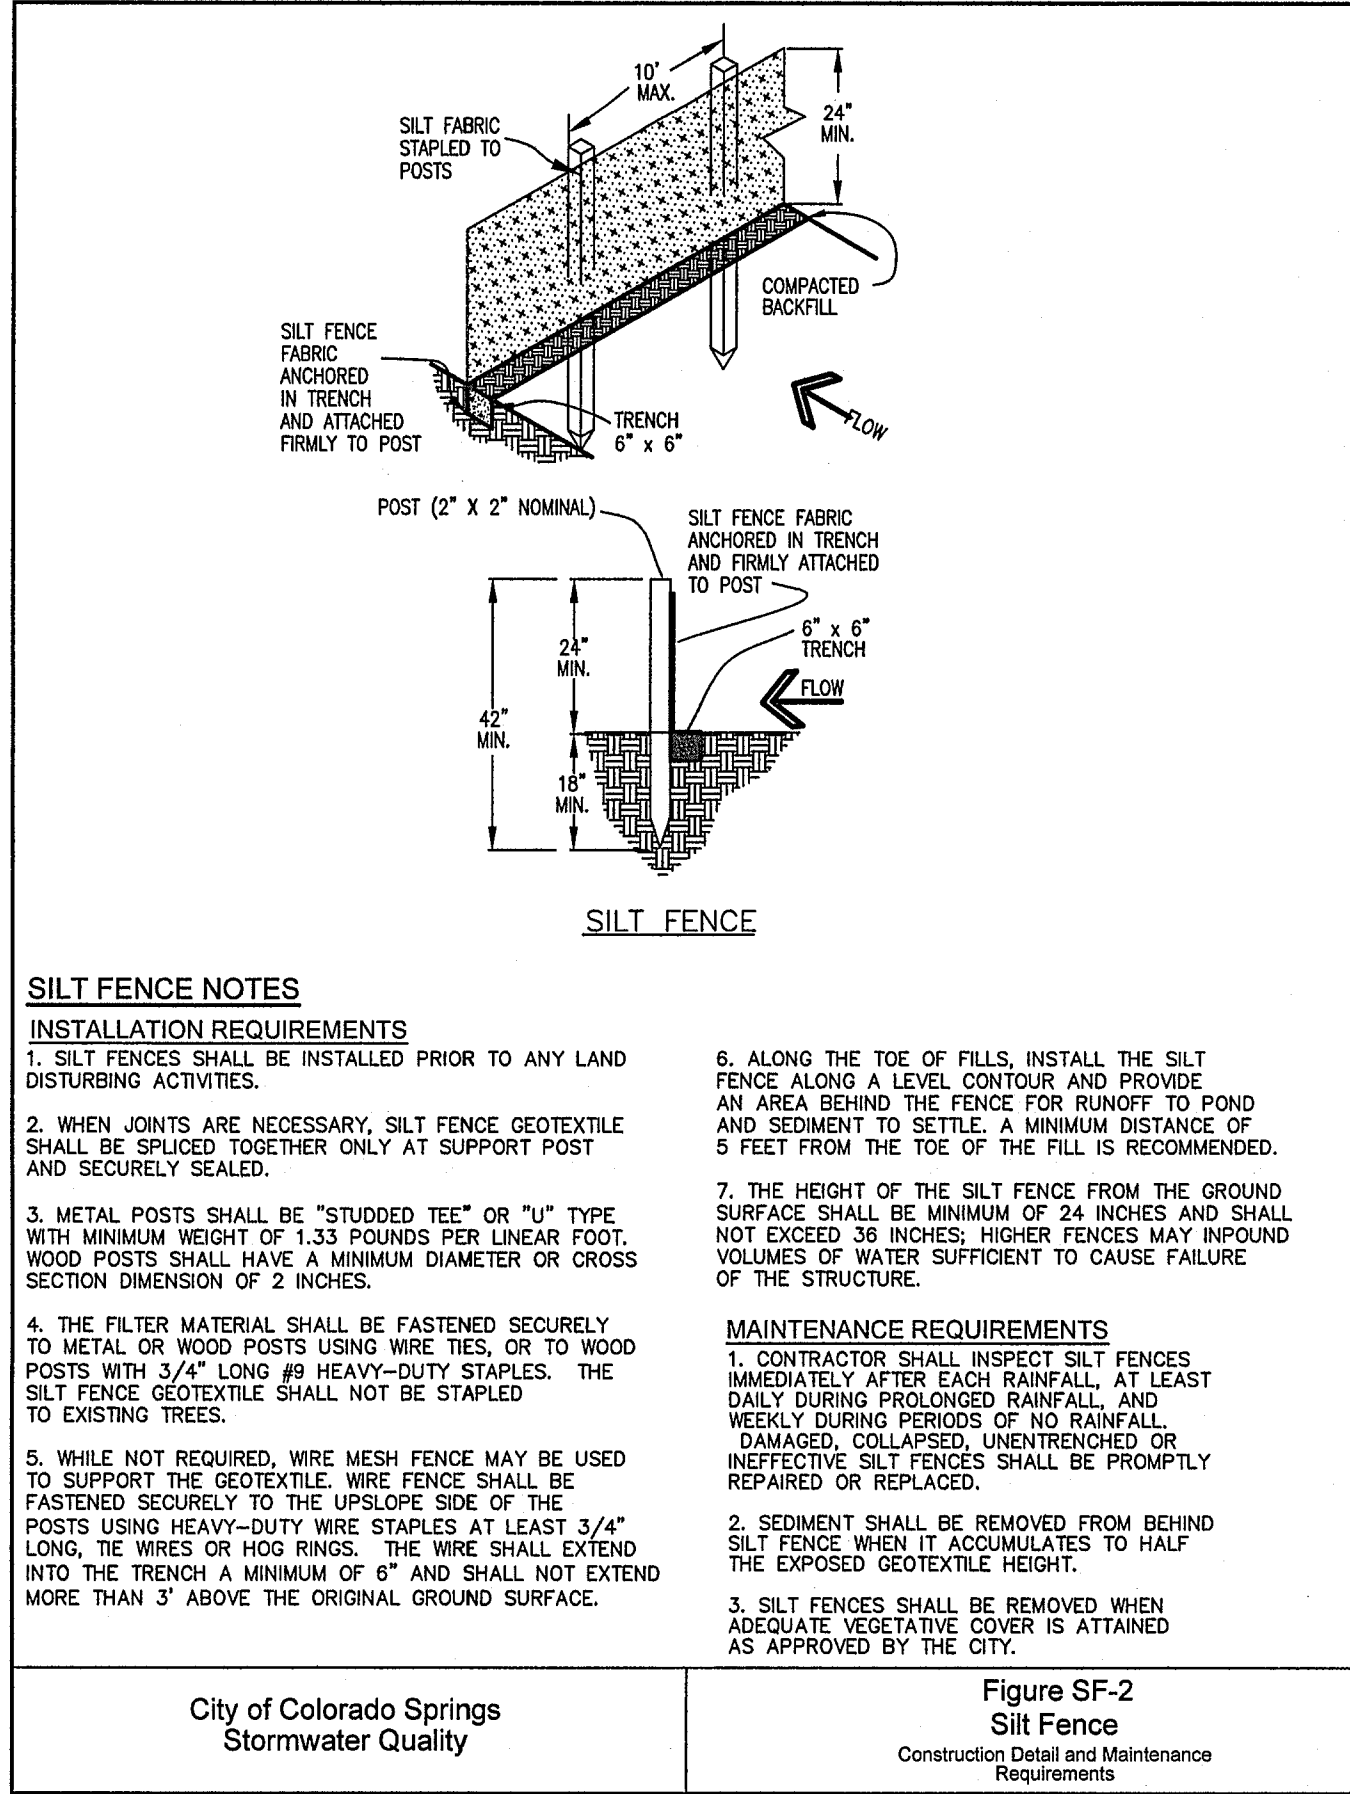 10'
MAX.
24"
MIN.
SILT FABRIC
STAPLED TO
POSTS
COMPACTED
BACKFILL
SILT FENCE
FABRIC
ANCHORED
IN TRENCH
AND ATTACHED
FIRMLY TO POST
TRENCH
6" x 6"
FLOW
POST (2" X 2" NOMINAL)
SILT FENCE FABRIC
ANCHORED IN TRENCH
AND FIRMLY ATTACHED
TO POST
6" x 6"
TRENCH
24"
MIN.
FLOW
42"
MIN.
18"
MIN.
SILT FENCE
SILT FENCE NOTES
INSTALLATION REQUIREMENTS
1. SILT FENCES SHALL BE INSTALLED PRIOR TO ANY LAND
DISTURBING ACTIVITIES.
2. WHEN JOINTS ARE NECESSARY, SILT FENCE GEOTEXTILE
SHALL BE SPLICED TOGETHER ONLY AT SUPPORT POST
AND SECURELY SEALED.
3. METAL POSTS SHALL BE "STUDDED TEE" OR "U" TYPE
WITH MINIMUM WEIGHT OF 1.33 POUNDS PER LINEAR FOOT.
WOOD POSTS SHALL HAVE A MINIMUM DIAMETER OR CROSS
SECTION DIMENSION OF 2 INCHES.
4. THE FILTER MATERIAL SHALL BE FASTENED SECURELY
TO METAL OR WOOD POSTS USING WIRE TIES, OR TO WOOD
POSTS WITH 3/4" LONG #9 HEAVY-DUTY STAPLES. THE
SILT FENCE GEOTEXTILE SHALL NOT BE STAPLED
TO EXISTING TREES.
5. WHILE NOT REQUIRED, WIRE MESH FENCE MAY BE USED
TO SUPPORT THE GEOTEXTILE. WIRE FENCE SHALL BE
FASTENED SECURELY TO THE UPSLOPE SIDE OF THE
POSTS USING HEAVY-DUTY WIRE STAPLES AT LEAST 3/4"
LONG, TIE WIRES OR HOG RINGS. THE WIRE SHALL EXTEND
INTO THE TRENCH A MINIMUM OF 6" AND SHALL NOT EXTEND
MORE THAN 3' ABOVE THE ORIGINAL GROUND SURFACE.
6. ALONG THE TOE OF FILLS, INSTALL THE SILT
FENCE ALONG A LEVEL CONTOUR AND PROVIDE
AN AREA BEHIND THE FENCE FOR RUNOFF TO POND
AND SEDIMENT TO SETTLE. A MINIMUM DISTANCE OF
5 FEET FROM THE TOE OF THE FILL IS RECOMMENDED.
7. THE HEIGHT OF THE SILT FENCE FROM THE GROUND
SURFACE SHALL BE MINIMUM OF 24 INCHES AND SHALL
NOT EXCEED 36 INCHES; HIGHER FENCES MAY INPOUND
VOLUMES OF WATER SUFFICIENT TO CAUSE FAILURE
OF THE STRUCTURE.
MAINTENANCE REQUIREMENTS
1. CONTRACTOR SHALL INSPECT SILT FENCES
IMMEDIATELY AFTER EACH RAINFALL, AT LEAST
DAILY DURING PROLONGED RAINFALL, AND
WEEKLY DURING PERIODS OF NO RAINFALL.
DAMAGED, COLLAPSED, UNENTRENCHED OR
INEFFECTIVE SILT FENCES SHALL BE PROMPTLY
REPAIRED OR REPLACED.
2. SEDIMENT SHALL BE REMOVED FROM BEHIND
SILT FENCE WHEN IT ACCUMULATES TO HALF
THE EXPOSED GEOTEXTILE HEIGHT.
3. SILT FENCES SHALL BE REMOVED WHEN
ADEQUATE VEGETATIVE COVER IS ATTAINED
AS APPROVED BY THE CITY.
City of Colorado Springs
Stormwater Quality
Figure SF-2
Silt Fence
Construction Detail and Maintenance
Requirements